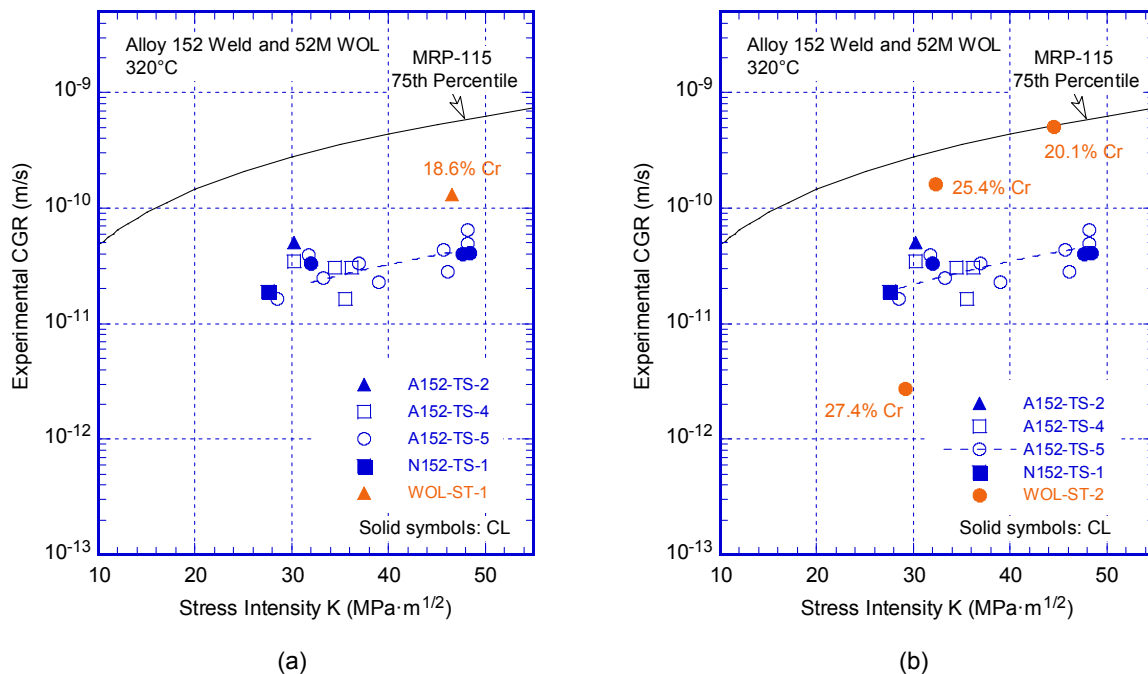 Alloy 152 Weld and 52M WOL
320°C
MRP-115
75th Percentile
18.6% Cr
Experimental CGR (m/s)
10⁻⁹
10⁻¹⁰
10⁻¹¹
10⁻¹²
10⁻¹³
A152-TS-2
A152-TS-4
A152-TS-5
N152-TS-1
WOL-ST-1
Solid symbols: CL
10 20 30 40 50
Stress Intensity K (MPa·m¹/²)
(a)
Alloy 152 Weld and 52M WOL
320°C
MRP-115
75th Percentile
20.1% Cr
25.4% Cr
27.4% Cr
Experimental CGR (m/s)
10⁻⁹
10⁻¹⁰
10⁻¹¹
10⁻¹²
10⁻¹³
A152-TS-2
A152-TS-4
A152-TS-5
N152-TS-1
WOL-ST-2
Solid symbols: CL
10 20 30 40 50
Stress Intensity K (MPa·m¹/²)
(b)